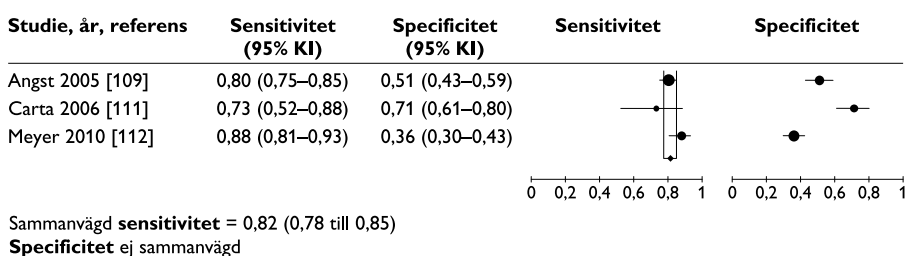 Studie, år, referens Sensitivitet Specificitet Sensitivitet Specificitet
(95% KI) (95% KI)
Angst 2005 [109] 0,80 (0,75–0,85) 0,51 (0,43–0,59)
Carta 2006 [111] 0,73 (0,52–0,88) 0,71 (0,61–0,80)
Meyer 2010 [112] 0,88 (0,81–0,93) 0,36 (0,30–0,43)
0 0,2 0,4 0,6 0,8 1 0 0,2 0,4 0,6 0,8 1
Sammanvägd sensitivitet = 0,82 (0,78 till 0,85)
Specificitet ej sammanvägd